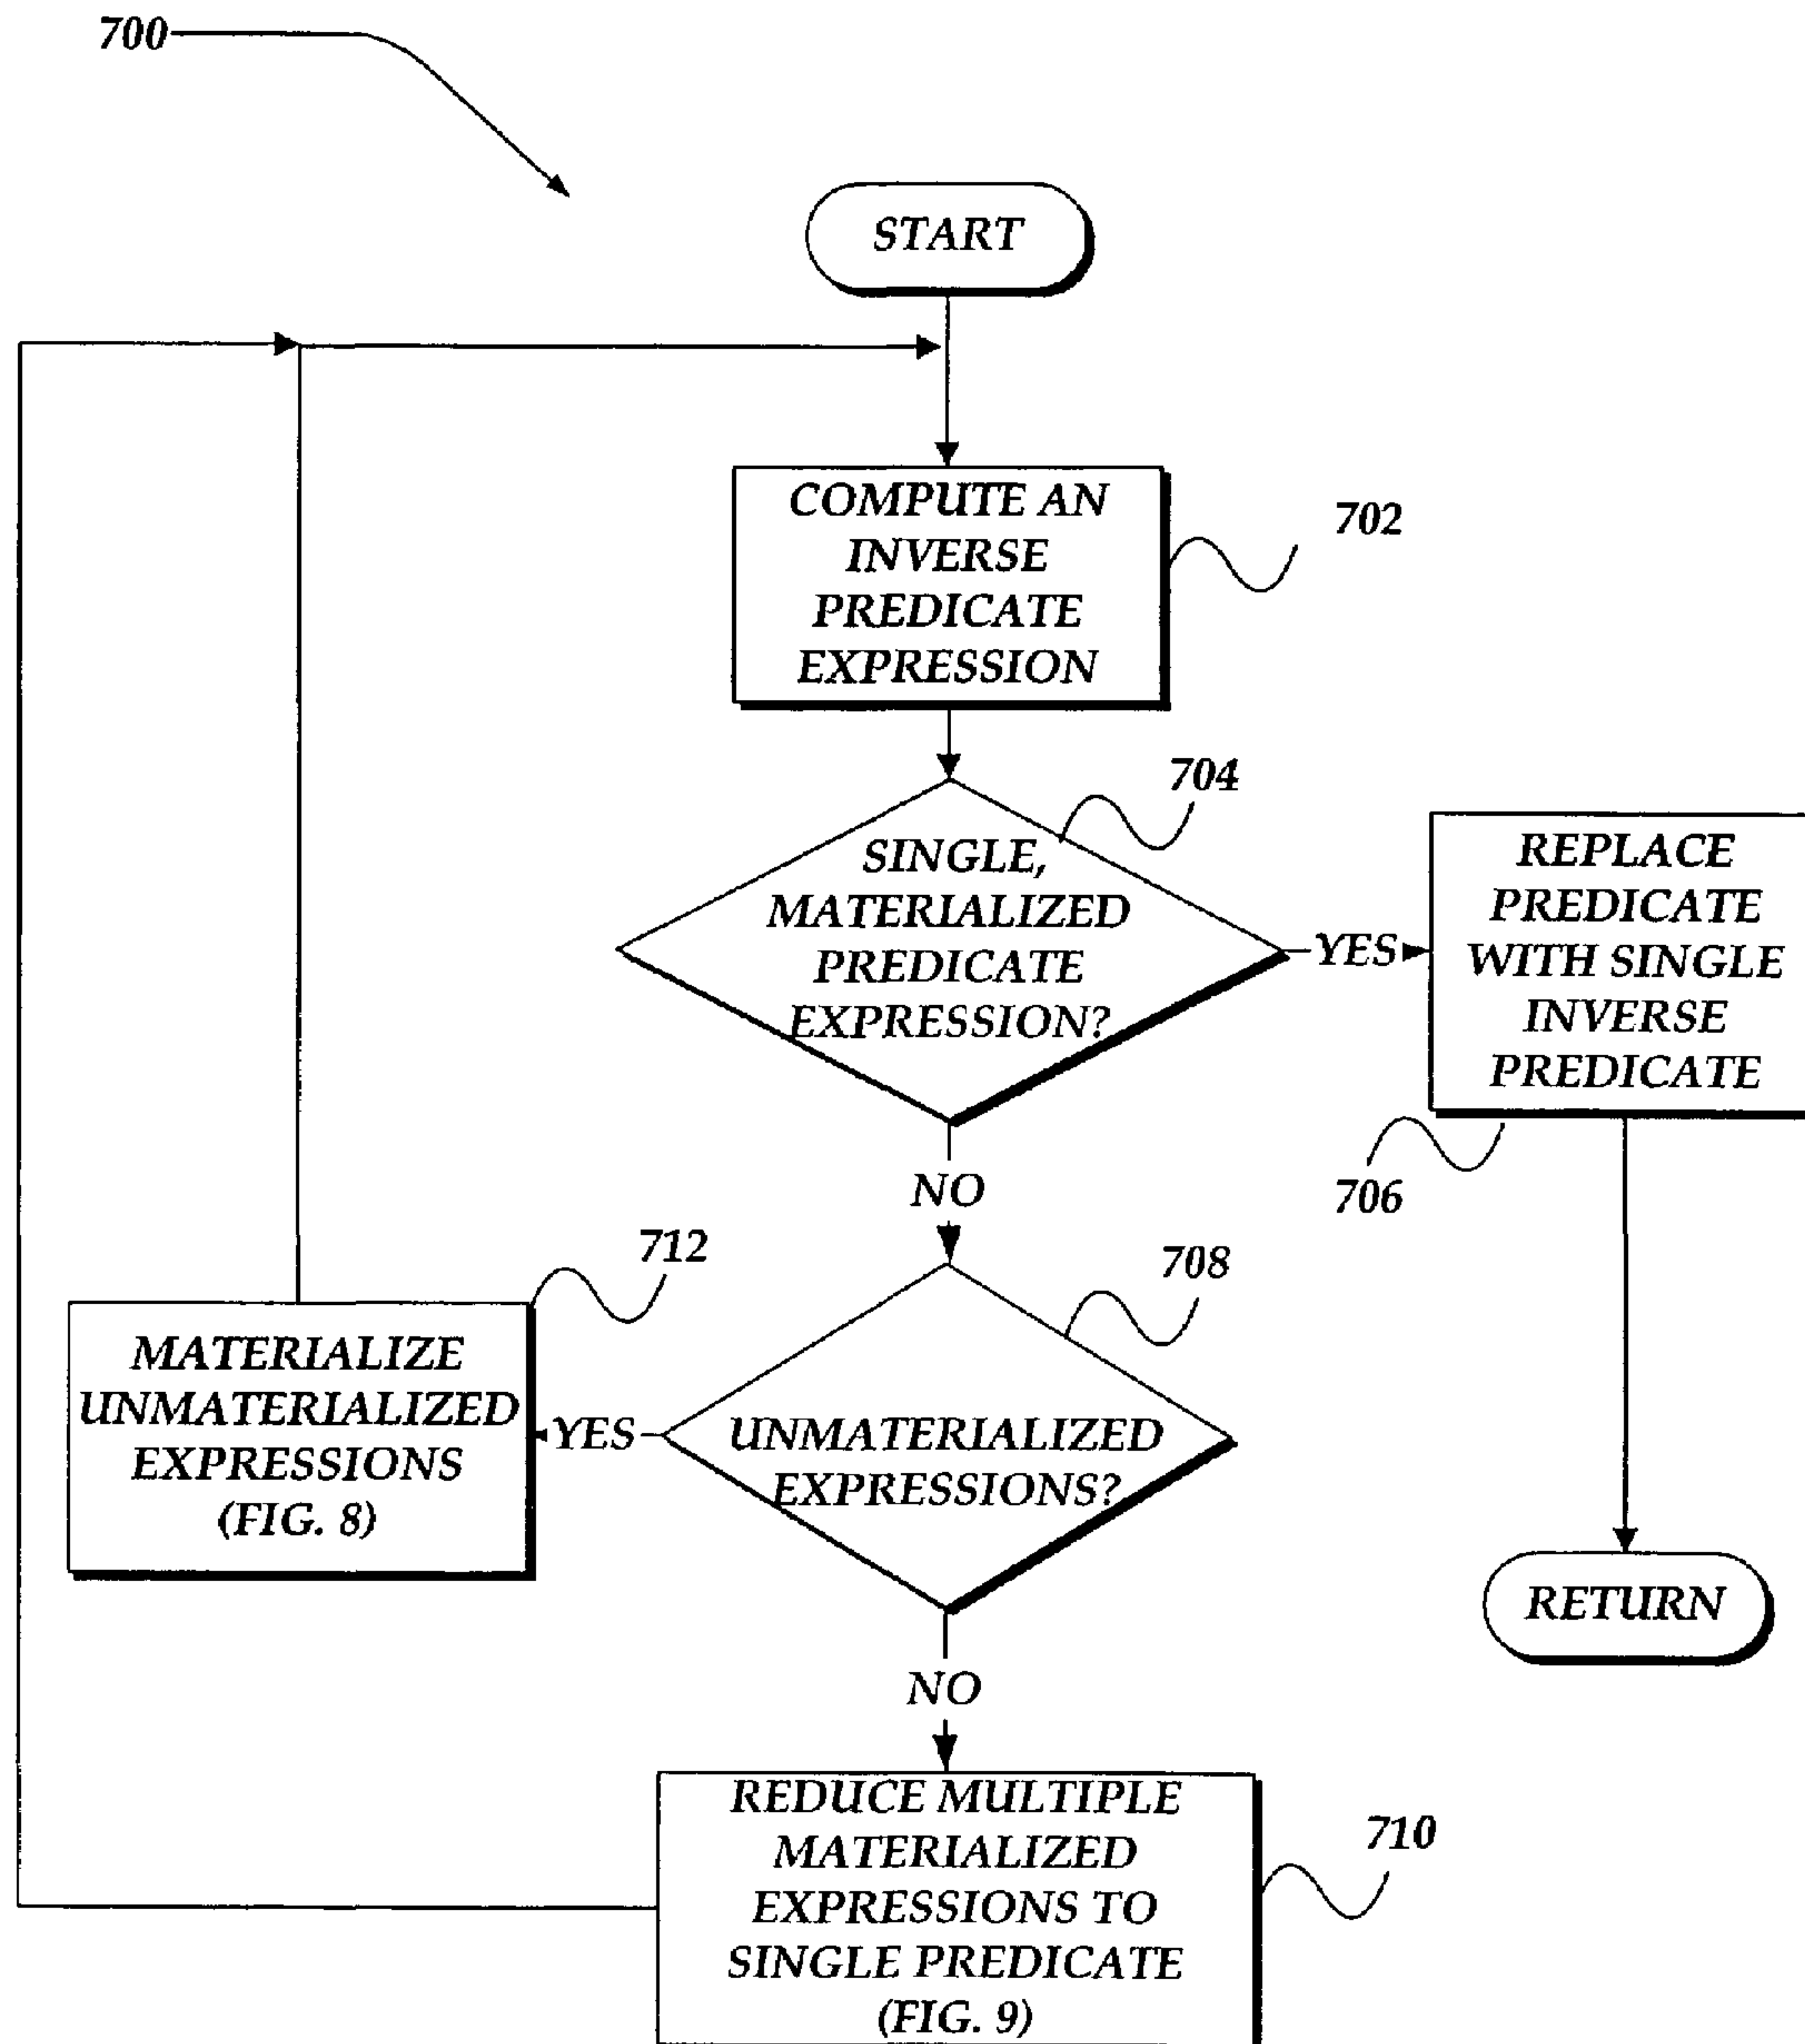 700
START
COMPUTE AN
INVERSE
PREDICATE
EXPRESSION
702
704
SINGLE,
MATERIALIZED
PREDICATE
EXPRESSION?
YES
REPLACE
PREDICATE
WITH SINGLE
INVERSE
PREDICATE
706
NO
712
708
MATERIALIZE
UNMATERIALIZED
EXPRESSIONS
(FIG. 8)
YES
UNMATERIALIZED
EXPRESSIONS?
RETURN
NO
REDUCE MULTIPLE
MATERIALIZED
EXPRESSIONS TO
SINGLE PREDICATE
(FIG. 9)
710